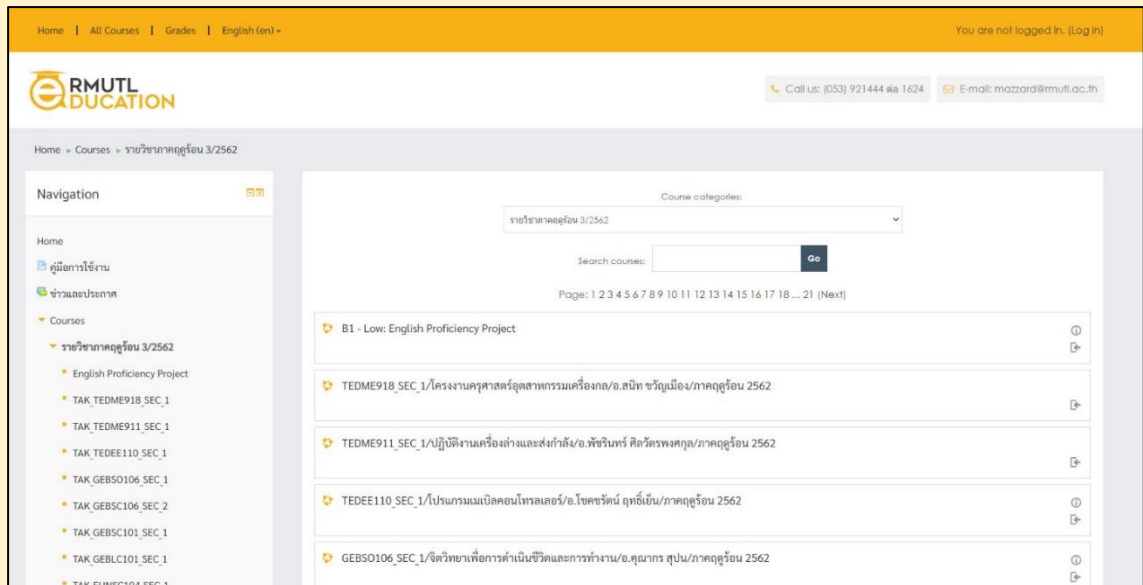 Home | All Courses | Grades | English (en)
You are not logged in. (Log in)
RMUTL
eDUCATION
Call us: (053) 921444 ต่อ 1624
E-mail: mazzard@rmutl.ac.th
Home ► Courses ► รายวิชาภาคฤดูร้อน 3/2562
Navigation
Home
คู่มือการใช้งาน
ข่าวและประกาศ
Courses
รายวิชาภาคฤดูร้อน 3/2562
English Proficiency Project
TAK_TEDME918_SEC_1
TAK_TEDME911_SEC_1
TAK_TEDEE110_SEC_1
TAK_GEBSO106_SEC_1
TAK_GEBSC106_SEC_2
TAK_GEBSC101_SEC_1
TAK_GEBLC101_SEC_1
Course categories:
รายวิชาภาคฤดูร้อน 3/2562
Search courses:
Go
Page: 1 2 3 4 5 6 7 8 9 10 11 12 13 14 15 16 17 18 ... 21 (Next)
B1 - Low: English Proficiency Project
TEDME918_SEC_1/โครงงานครุศาสตร์อุตสาหกรรมเครื่องกล/อ.สนิท ขวัญเมือง/ภาคฤดูร้อน 2562
TEDME911_SEC_1/ปฏิบัติงานเครื่องล่างและส่งกำลัง/อ.พัชรินทร์ ศิลวัตรพงศกุล/ภาคฤดูร้อน 2562
TEDEE110_SEC_1/โปรแกรมเมเบิลคอนโทรลเลอร์/อ.โชคชรัตน์ ฤทธิ์เย็น/ภาคฤดูร้อน 2562
GEBSO106_SEC_1/จิตวิทยาเพื่อการดำเนินชีวิตและการทำงาน/อ.คุณากร สุปน/ภาคฤดูร้อน 2562